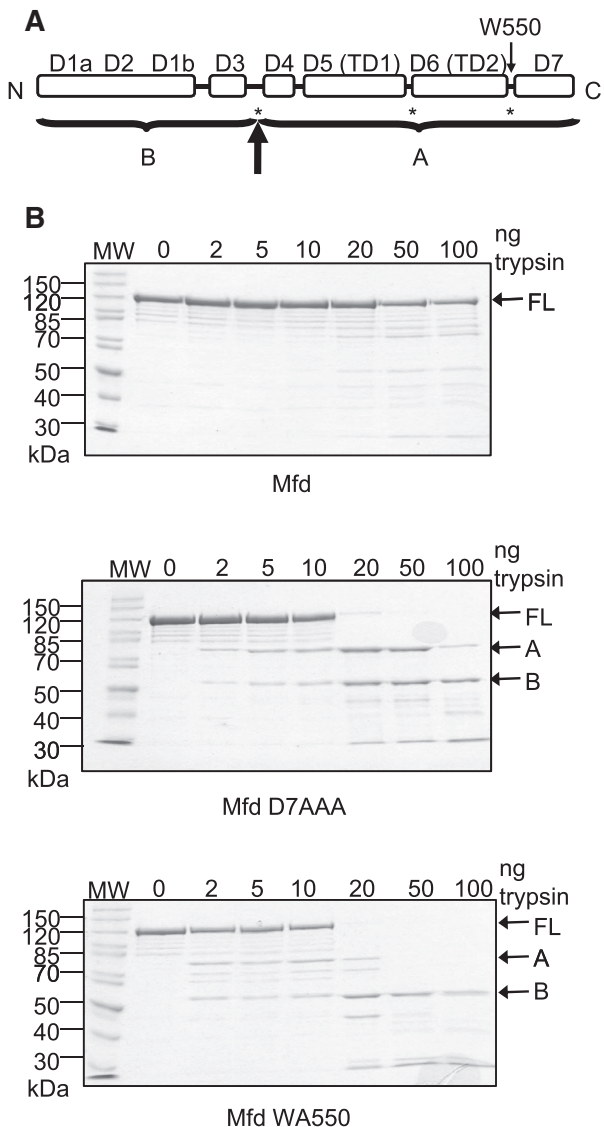 A
W550
D1a D2 D1b D3 D4 D5 (TD1) D6 (TD2) D7
N C
* * *
B A
B
ng
MW 0 2 5 10 20 50 100 trypsin
150
120
85
70
50
40
30
kDa
FL
Mfd
ng
MW 0 2 5 10 20 50 100 trypsin
150
120
85
70
50
40
30
kDa
FL
A
B
Mfd D7AAA
ng
MW 0 2 5 10 20 50 100 trypsin
150
120
85
70
50
40
30
kDa
FL
A
B
Mfd WA550